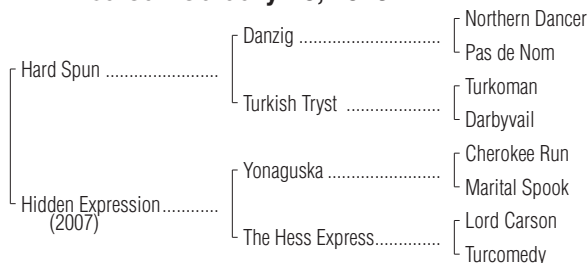 Northern Dancer
Danzig ................................
Pas de Nom
Hard Spun ........................
Turkoman
Turkish Tryst .....................
Darbyvail
Cherokee Run
Yonaguska .........................
Marital Spook
Hidden Expression............
(2007)
Lord Carson
The Hess Express..............
Turcomedy